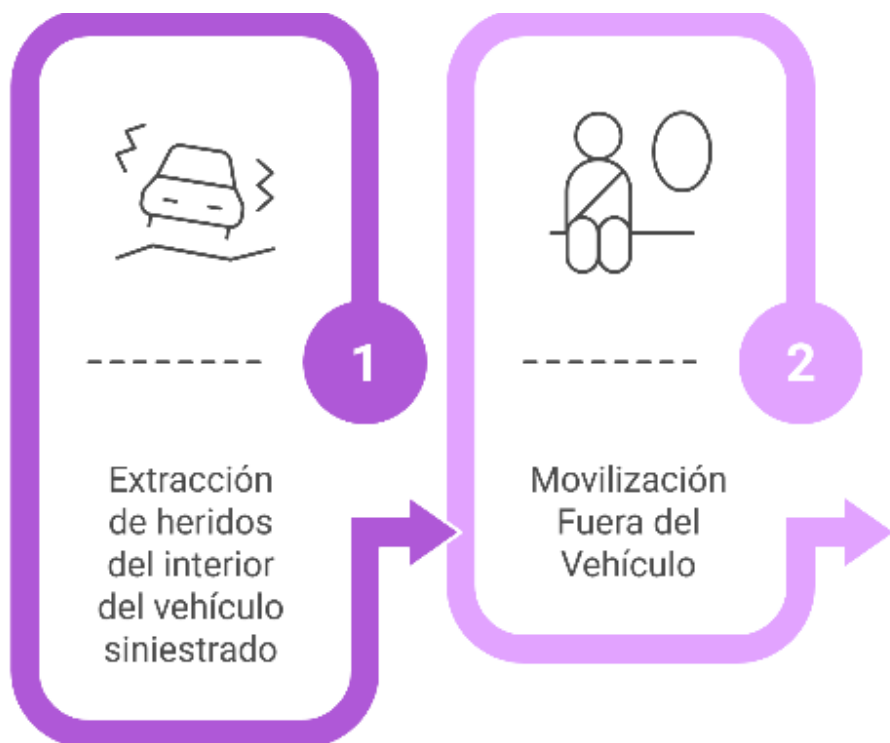 1
Extracción
de heridos
del interior
del vehículo
siniestrado
2
Movilización
Fuera del
Vehículo